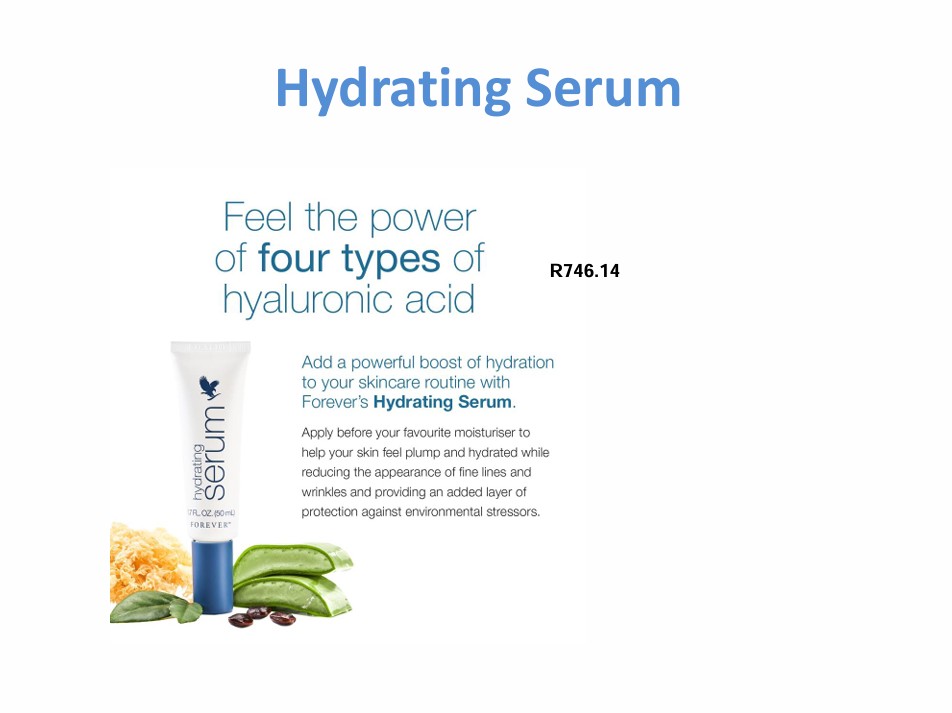 Hydrating Serum
Feel the power
of four types of
hyaluronic acid
R746.14
Add a powerful boost of hydration
to your skincare routine with
Forever's Hydrating Serum.
Apply before your favourite moisturiser to
help your skin feel plump and hydrated while
reducing the appearance of fine lines and
wrinkles and providing an added layer of
protection against environmental stressors.
hydrating
serum
FL. OZ. (50 mL)
FOREVER™